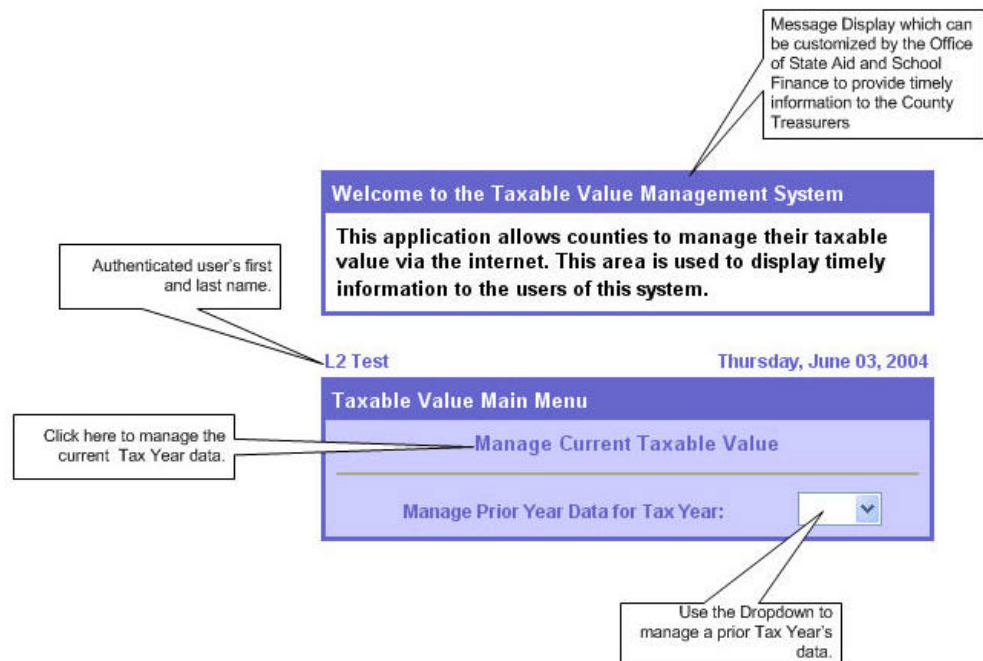 Message Display which can
be customized by the Office
of State Aid and School
Finance to provide timely
information to the County
Treasurers
Welcome to the Taxable Value Management System
This application allows counties to manage their taxable
value via the internet. This area is used to display timely
information to the users of this system.
Authenticated user's first
and last name.
L2 Test
Thursday, June 03, 2004
Taxable Value Main Menu
Click here to manage the
current Tax Year data.
Manage Current Taxable Value
Manage Prior Year Data for Tax Year:
Use the Dropdown to
manage a prior Tax Year's
data.